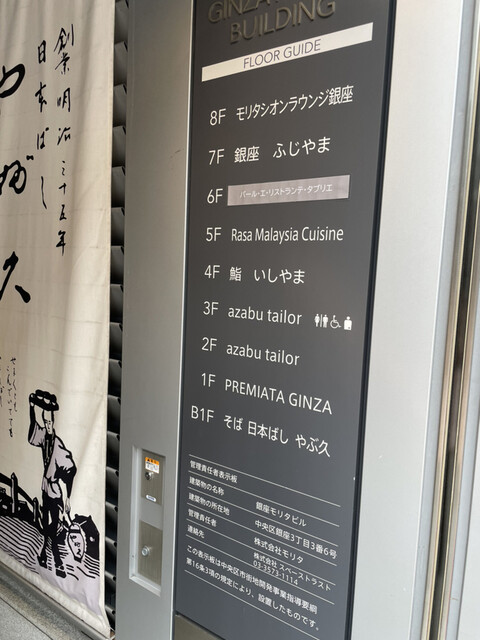 創業明治三十五年
日本ばし
やぶ久
GINZA
BUILDING
FLOOR GUIDE
8F モリタシオンラウンジ銀座
7F 銀座 ふじやま
6F バール・エ・リストランテ・タブリエ
5F Rasa Malaysia Cuisine
4F 鮨 いしやま
3F azabu tailor
2F azabu tailor
1F PREMIATA GINZA
B1F そば 日本ばし やぶ久
管理責任者表示板
建築物の名称 銀座モリタビル
建築物の所在地 中央区銀座3丁目3番6号
管理責任者 株式会社 モリタ
連絡先 株式会社 スペーストラスト
03-3573-1114
この表示板は中央区市街地開発事業指導要綱
第16条3項の規定により、設置したものです。